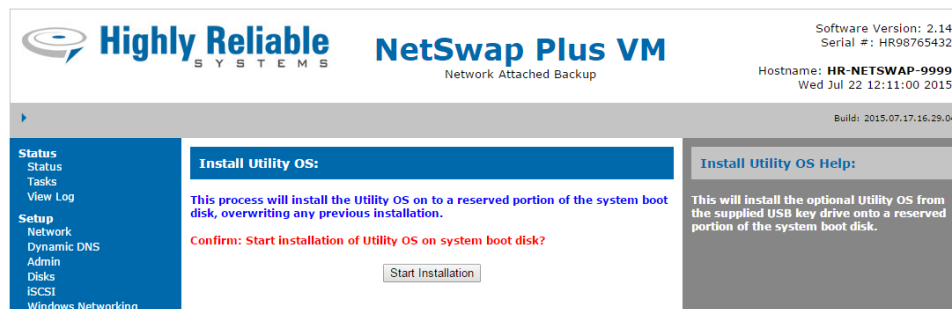 Highly Reliable
SYSTEMS
NetSwap Plus VM
Network Attached Backup
Software Version: 2.14
Serial #: HR98765432
Hostname: HR-NETSWAP-9999
Wed Jul 22 12:11:00 2015
Build: 2015.07.17.16.29.04
Status
Status
Tasks
View Log
Setup
Network
Dynamic DNS
Admin
Disks
iSCSI
Windows Networking
Install Utility OS:
This process will install the Utility OS on to a reserved portion of the system boot
disk, overwriting any previous installation.
Confirm: Start installation of Utility OS on system boot disk?
Start Installation
Install Utility OS Help:
This will install the optional Utility OS from
the supplied USB key drive onto a reserved
portion of the system boot disk.